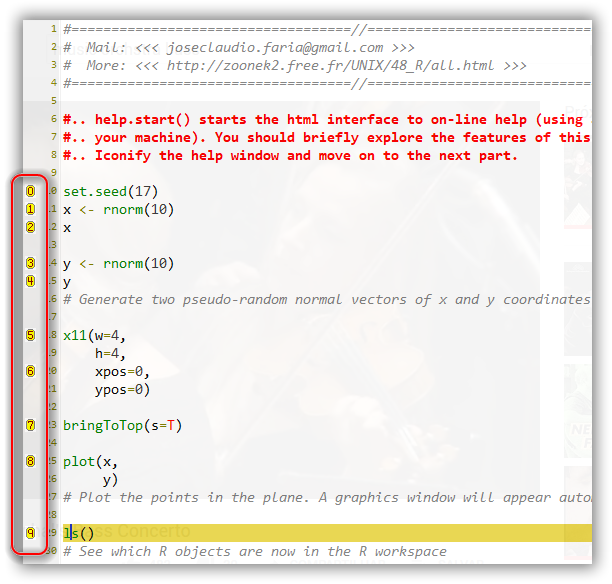 1 #===================================//==============================
2 #  Mail: <<< joseclaudio.faria@gmail.com >>>
3 #  More: <<< http://zoonek2.free.fr/UNIX/48_R/all.html >>>
4 #===================================//==============================
5
6 #.. help.start() starts the html interface to on-line help (using
7 #.. your machine). You should briefly explore the features of this
8 #.. Iconify the help window and move on to the next part.
9
0 10 set.seed(17)
1 11 x <- rnorm(10)
2 12 x
13
3 14 y <- rnorm(10)
4 15 y
16 # Generate two pseudo-random normal vectors of x and y coordinates
17
5 18 x11(w=4,
19     h=4,
6 20     xpos=0,
21     ypos=0)
22
7 23 bringToTop(s=T)
24
8 25 plot(x,
26      y)
27 # Plot the points in the plane. A graphics window will appear
28
9 29 ls()
30 # See which R objects are now in the R workspace